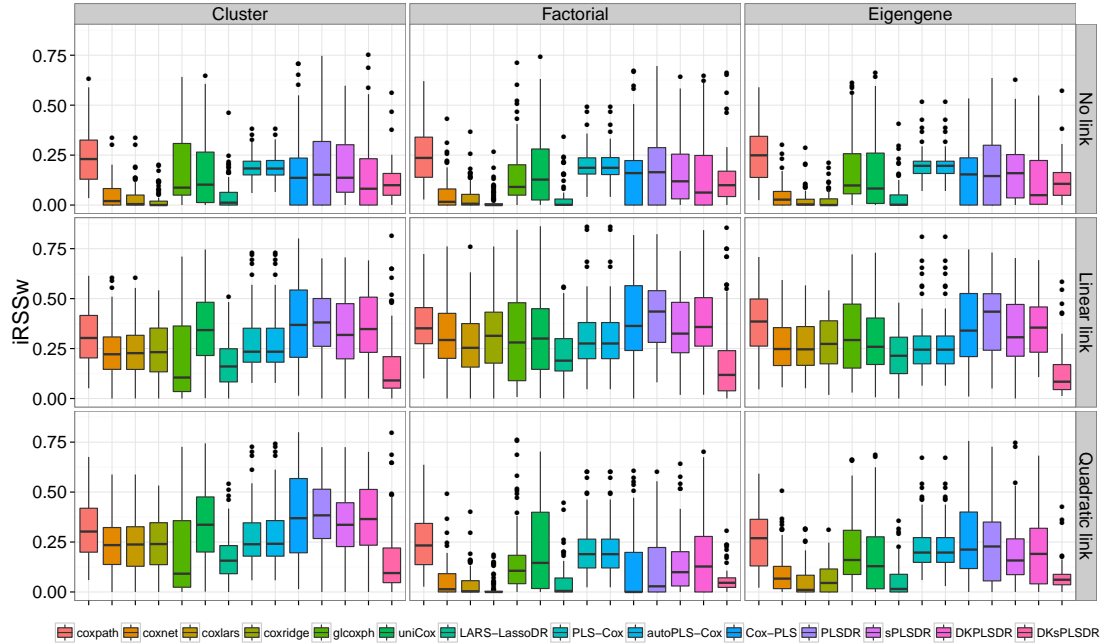 Cluster Factorial Eigengene
0.75
0.50
0.25
0.00
No link
0.75
0.50
0.25
0.00
Linear link
0.75
0.50
0.25
0.00
Quadratic link
iRSSw
coxpath coxnet coxlars coxridge glcoxph uniCox LARS−LassoDR PLS−Cox autoPLS−Cox Cox−PLS PLSDR sPLSDR DKPLSDR DKsPLSDR